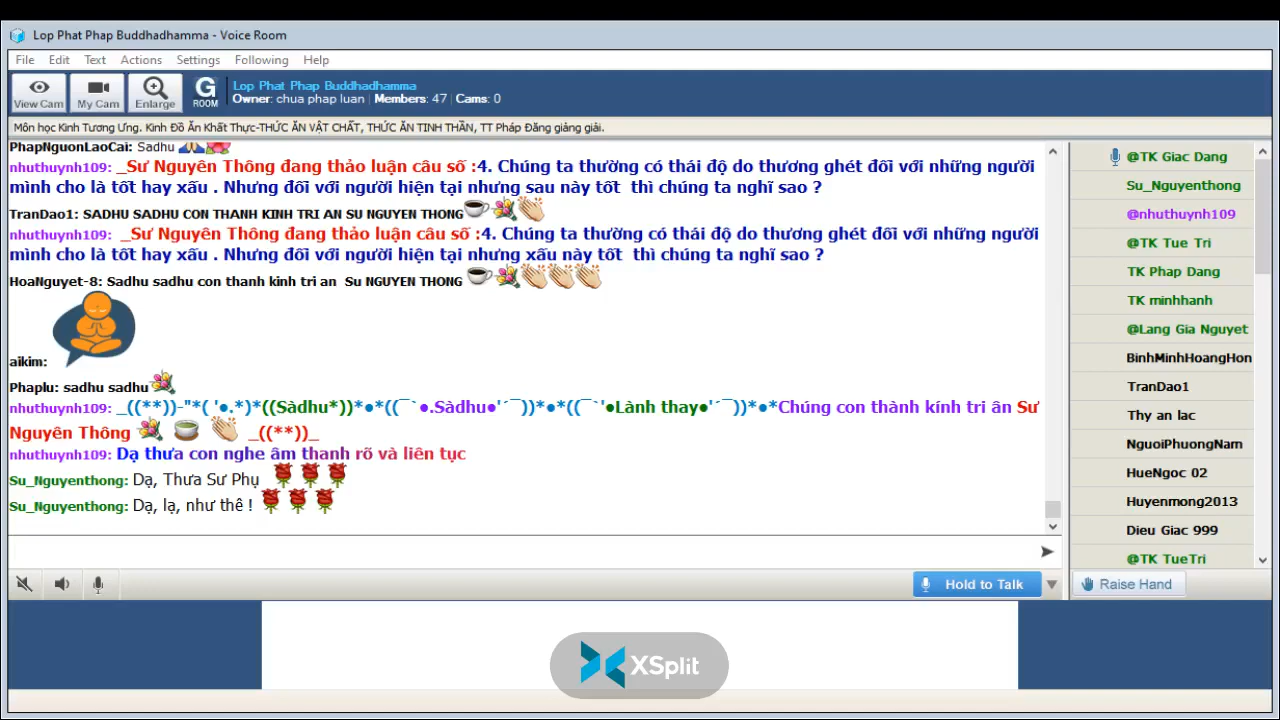 Lop Phat Phap Buddhadhamma - Voice Room
File Edit Text Actions Settings Following Help
View Cam My Cam Enlarge G ROOM
Lop Phat Phap Buddhadhamma
Owner: chua phap luan | Members: 47 | Cams: 0
Môn học Kinh Tương Ưng. Kinh Đồ Ăn Khất Thực-THỨC ĂN VẬT CHẤT, THỨC ĂN TINH THẦN, TT Pháp Đăng giảng giải.
PhapNguonLaoCai: Sadhu
nhuthuynh109: _Sư Nguyên Thông đang thảo luận câu số :4. Chúng ta thường có thái độ do thương ghét đối với những người
mình cho là tốt hay xấu . Nhưng đối với người hiện tại nhưng sau này tốt thì chúng ta nghĩ sao ?
TranDao1: SADHU SADHU CON THANH KINH TRI AN SU NGUYEN THONG
nhuthuynh109: _Sư Nguyên Thông đang thảo luận câu số :4. Chúng ta thường có thái độ do thương ghét đối với những người
mình cho là tốt hay xấu . Nhưng đối với người hiện tại nhưng xấu này tốt thì chúng ta nghĩ sao ?
HoaNguyet-8: Sadhu sadhu con thanh kinh tri an Su NGUYEN THONG
aikim:
Phaplu: sadhu sadhu
nhuthuynh109: _((**))-"*( '●.*)*((Sàdhu*))*●*((¯`●.Sàdhu●'´¯))*●*((¯`'●Lành thay●'´¯))*●*Chúng con thành kính tri ân Sư
Nguyên Thông _((**))_
nhuthuynh109: Dạ thưa con nghe âm thanh rõ và liên tục
Su_Nguyenthong: Dạ, Thưa Sư Phụ
Su_Nguyenthong: Dạ, lạ, như thê !
@TK Giac Dang
Su_Nguyenthong
@nhuthuynh109
@TK Tue Tri
TK Phap Dang
TK minhhanh
@Lang Gia Nguyet
BinhMinhHoangHon
TranDao1
Thy an lac
NguoiPhuongNam
HueNgoc 02
Huyenmong2013
Dieu Giac 999
@TK TueTri
Hold to Talk
Raise Hand
XSplit